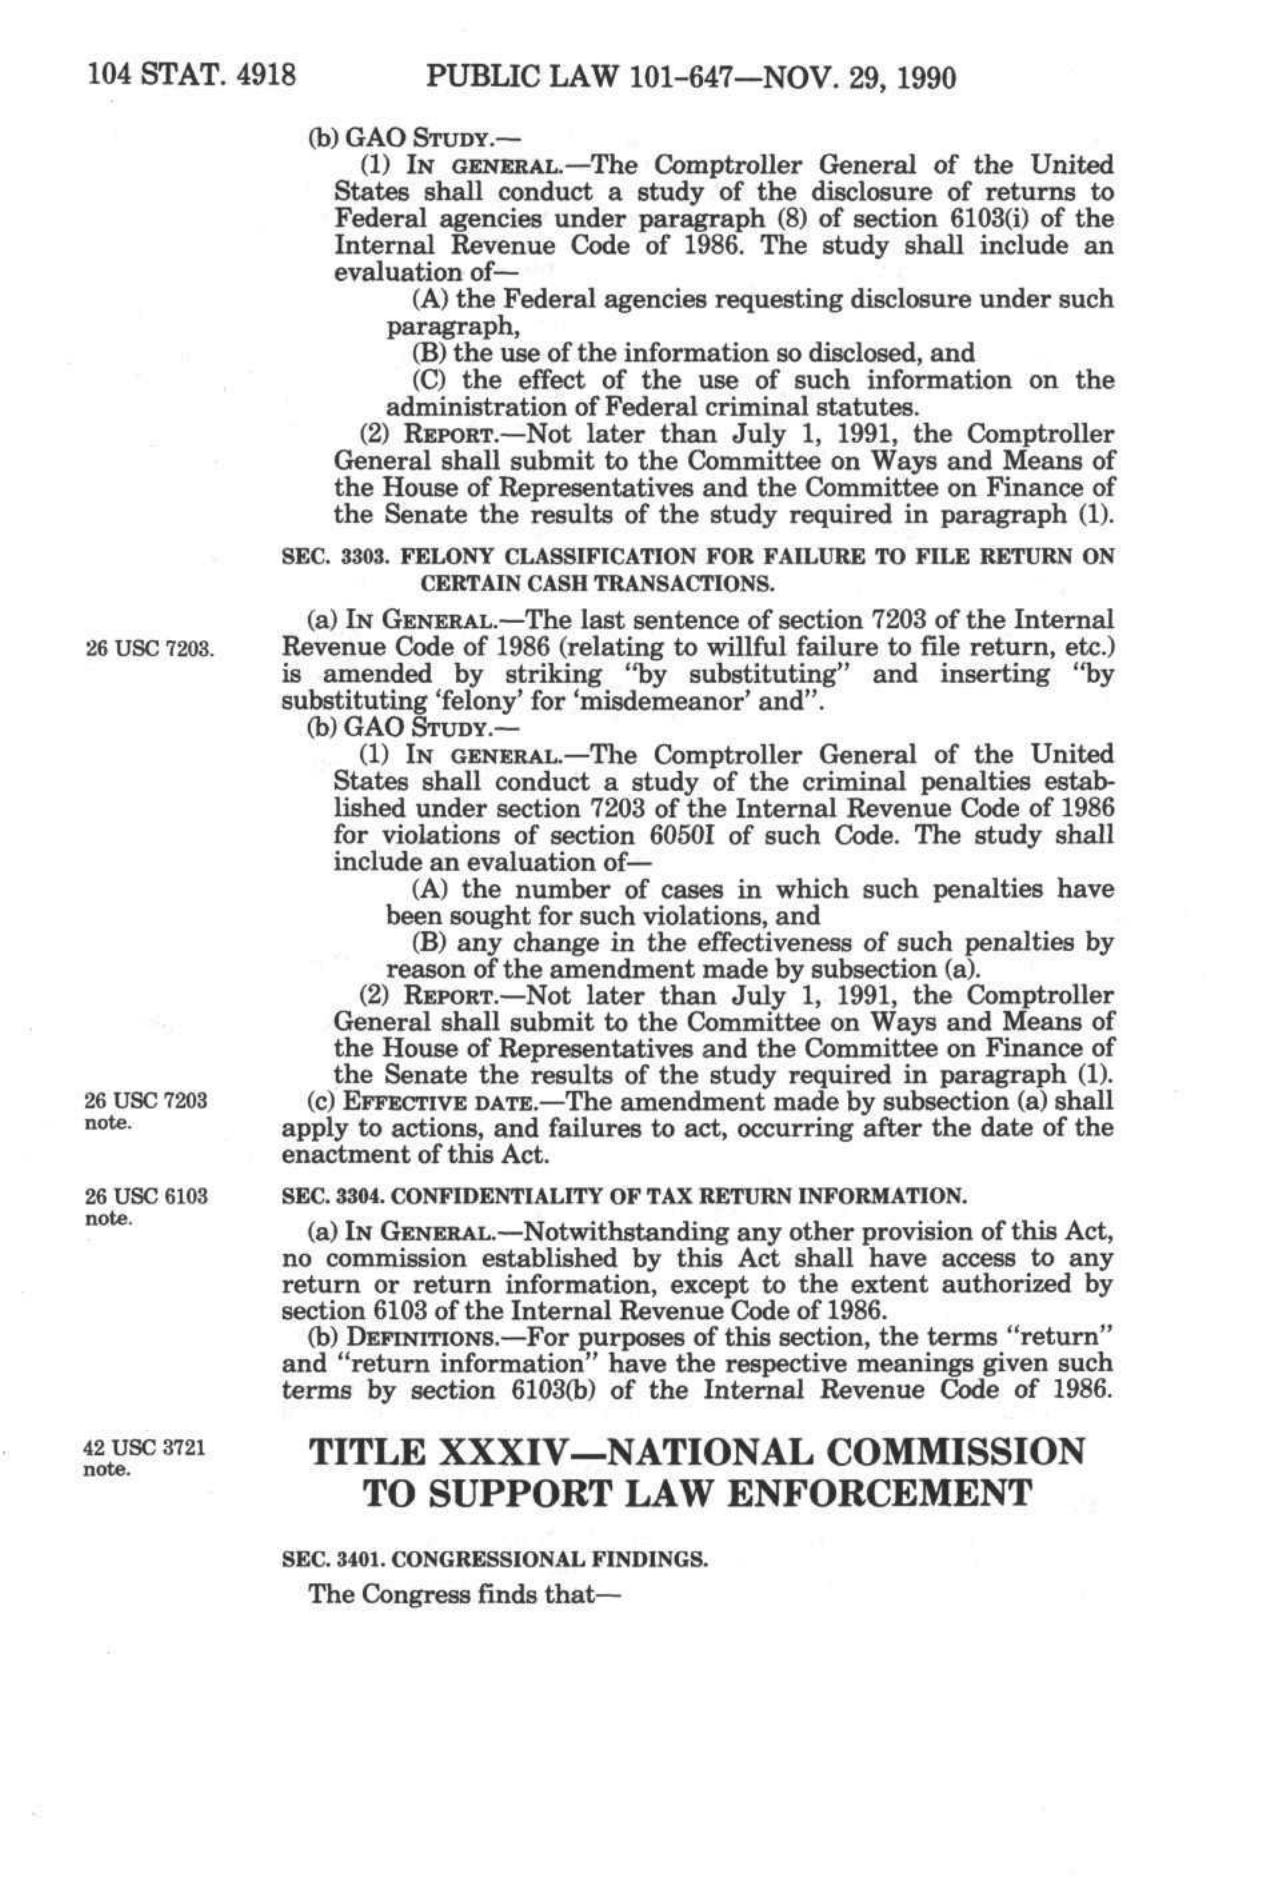 104 STAT. 4918 PUBLIC LAW 101–647—NOV. 29, 1990
(b) GAO STUDY.—
(1) IN GENERAL.—The Comptroller General of the United
States shall conduct a study of the disclosure of returns to
Federal agencies under paragraph (8) of section 6103(i) of the
Internal Revenue Code of 1986. The study shall include an
evaluation of—
(A) the Federal agencies requesting disclosure under such
paragraph,
(B) the use of the information so disclosed, and
(C) the effect of the use of such information on the
administration of Federal criminal statutes.
(2) REPORT.—Not later than July 1, 1991, the Comptroller
General shall submit to the Committee on Ways and Means of
the House of Representatives and the Committee on Finance of
the Senate the results of the study required in paragraph (1).
SEC. 3303. FELONY CLASSIFICATION FOR FAILURE TO FILE RETURN ON
CERTAIN CASH TRANSACTIONS.
(a) IN GENERAL.—The last sentence of section 7203 of the Internal
26 USC 7203. Revenue Code of 1986 (relating to willful failure to file return, etc.)
is amended by striking “by substituting” and inserting “by
substituting ‘felony’ for ‘misdemeanor’ and”.
(b) GAO STUDY.—
(1) IN GENERAL.—The Comptroller General of the United
States shall conduct a study of the criminal penalties estab-
lished under section 7203 of the Internal Revenue Code of 1986
for violations of section 6050I of such Code. The study shall
include an evaluation of—
(A) the number of cases in which such penalties have
been sought for such violations, and
(B) any change in the effectiveness of such penalties by
reason of the amendment made by subsection (a).
(2) REPORT.—Not later than July 1, 1991, the Comptroller
General shall submit to the Committee on Ways and Means of
the House of Representatives and the Committee on Finance of
the Senate the results of the study required in paragraph (1).
26 USC 7203
note.
(c) EFFECTIVE DATE.—The amendment made by subsection (a) shall
apply to actions, and failures to act, occurring after the date of the
enactment of this Act.
26 USC 6103
note.
SEC. 3304. CONFIDENTIALITY OF TAX RETURN INFORMATION.
(a) IN GENERAL.—Notwithstanding any other provision of this Act,
no commission established by this Act shall have access to any
return or return information, except to the extent authorized by
section 6103 of the Internal Revenue Code of 1986.
(b) DEFINITIONS.—For purposes of this section, the terms “return”
and “return information” have the respective meanings given such
terms by section 6103(b) of the Internal Revenue Code of 1986.
42 USC 3721
note.
TITLE XXXIV—NATIONAL COMMISSION
TO SUPPORT LAW ENFORCEMENT
SEC. 3401. CONGRESSIONAL FINDINGS.
The Congress finds that—